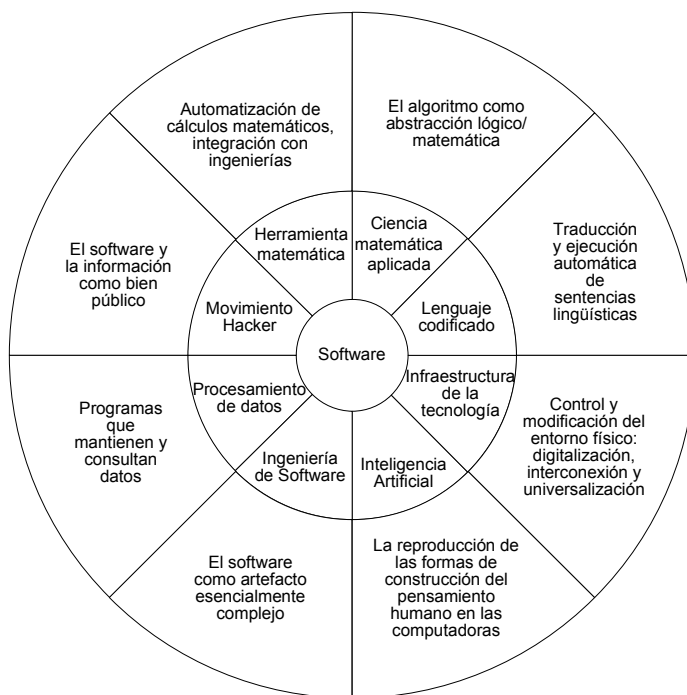 Automatización de
cálculos matemáticos,
integración con
ingenierías
El algoritmo como
abstracción lógico/
matemática
Traducción
y ejecución
automática
de
sentencias
lingüísticas
Control y
modificación del
entorno físico:
digitalización,
interconexión y
universalización
La reproducción de
las formas de
construcción del
pensamiento
humano en las
computadoras
El software
como artefacto
esencialmente
complejo
Programas
que
mantienen y
consultan
datos
El software y
la información
como bien
público
Herramienta
matemática
Ciencia
matemática
aplicada
Lenguaje
codificado
Infraestructura
de la
tecnología
Inteligencia
Artificial
Ingeniería
de Software
Procesamiento
de datos
Movimiento
Hacker
Software